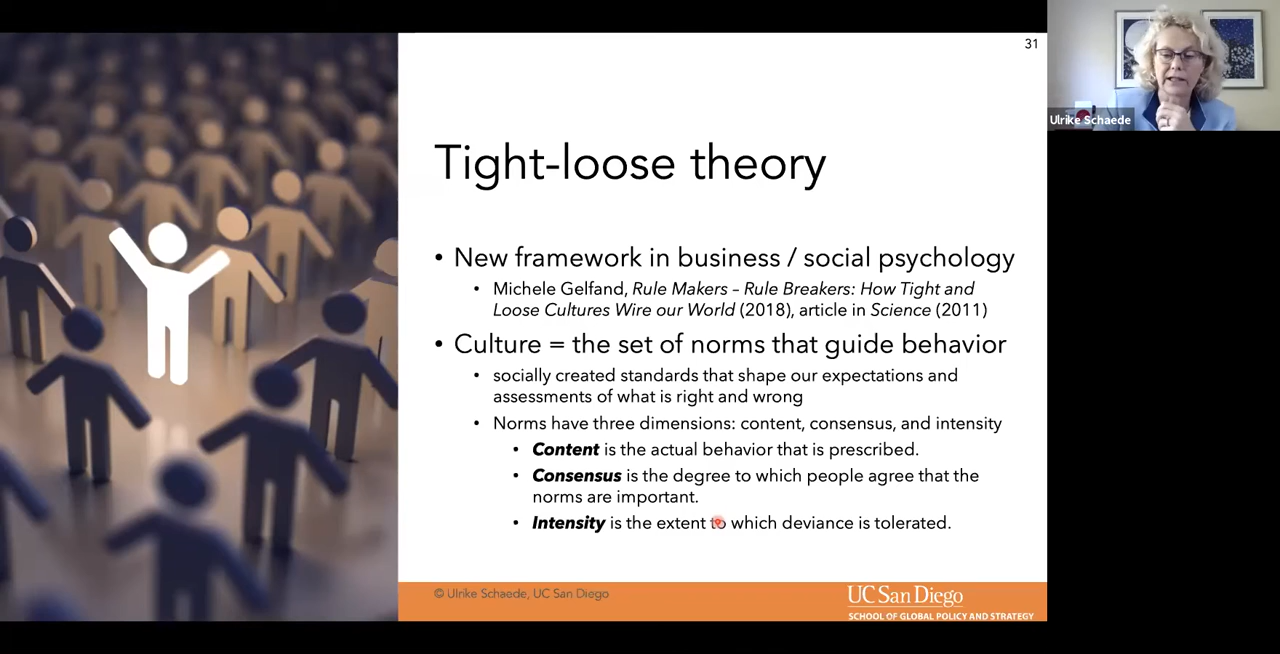 31
Ulrike Schaede
Tight-loose theory
• New framework in business / social psychology
• Michele Gelfand, Rule Makers – Rule Breakers: How Tight and
Loose Cultures Wire our World (2018), article in Science (2011)
• Culture = the set of norms that guide behavior
• socially created standards that shape our expectations and
assessments of what is right and wrong
• Norms have three dimensions: content, consensus, and intensity
• Content is the actual behavior that is prescribed.
• Consensus is the degree to which people agree that the
norms are important.
• Intensity is the extent to which deviance is tolerated.
© Ulrike Schaede, UC San Diego
UC San Diego
SCHOOL OF GLOBAL POLICY AND STRATEGY